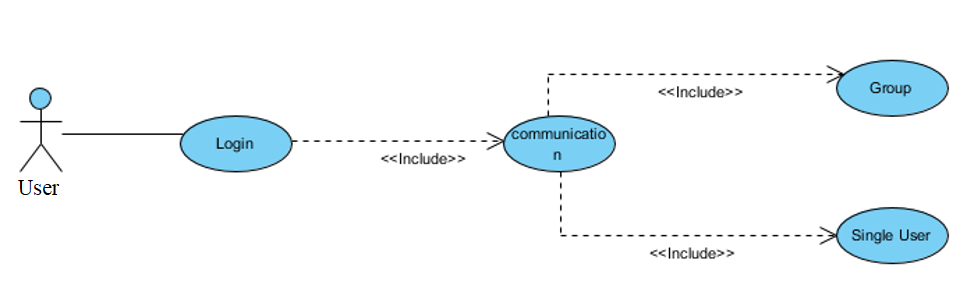 Group
<<Include>>
communicatio
n
Login
<<Include>>
User
Single User
<<Include>>